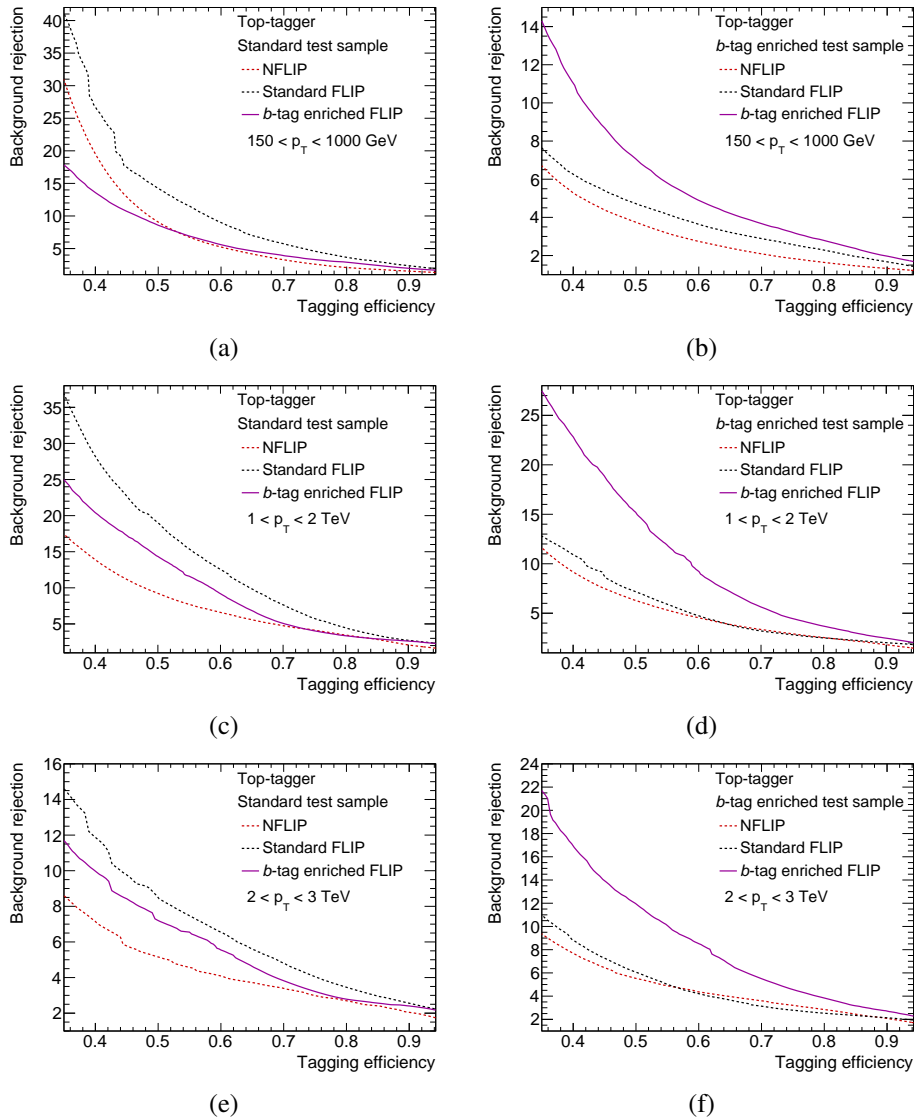 Background rejection
40
35
30
25
20
15
10
5
0.4 0.5 0.6 0.7 0.8 0.9
Tagging efficiency
Top-tagger
Standard test sample
NFLIP
Standard FLIP
b-tag enriched FLIP
150 < pT < 1000 GeV
(a)
Background rejection
14
12
10
8
6
4
2
0.4 0.5 0.6 0.7 0.8 0.9
Tagging efficiency
Top-tagger
b-tag enriched test sample
NFLIP
Standard FLIP
b-tag enriched FLIP
150 < pT < 1000 GeV
(b)
Background rejection
35
30
25
20
15
10
5
0.4 0.5 0.6 0.7 0.8 0.9
Tagging efficiency
Top-tagger
Standard test sample
NFLIP
Standard FLIP
b-tag enriched FLIP
1 < pT < 2 TeV
(c)
Background rejection
25
20
15
10
5
0.4 0.5 0.6 0.7 0.8 0.9
Tagging efficiency
Top-tagger
b-tag enriched test sample
NFLIP
Standard FLIP
b-tag enriched FLIP
1 < pT < 2 TeV
(d)
Background rejection
16
14
12
10
8
6
4
2
0.4 0.5 0.6 0.7 0.8 0.9
Tagging efficiency
Top-tagger
Standard test sample
NFLIP
Standard FLIP
b-tag enriched FLIP
2 < pT < 3 TeV
(e)
Background rejection
24
22
20
18
16
14
12
10
8
6
4
2
0.4 0.5 0.6 0.7 0.8 0.9
Tagging efficiency
Top-tagger
b-tag enriched test sample
NFLIP
Standard FLIP
b-tag enriched FLIP
2 < pT < 3 TeV
(f)